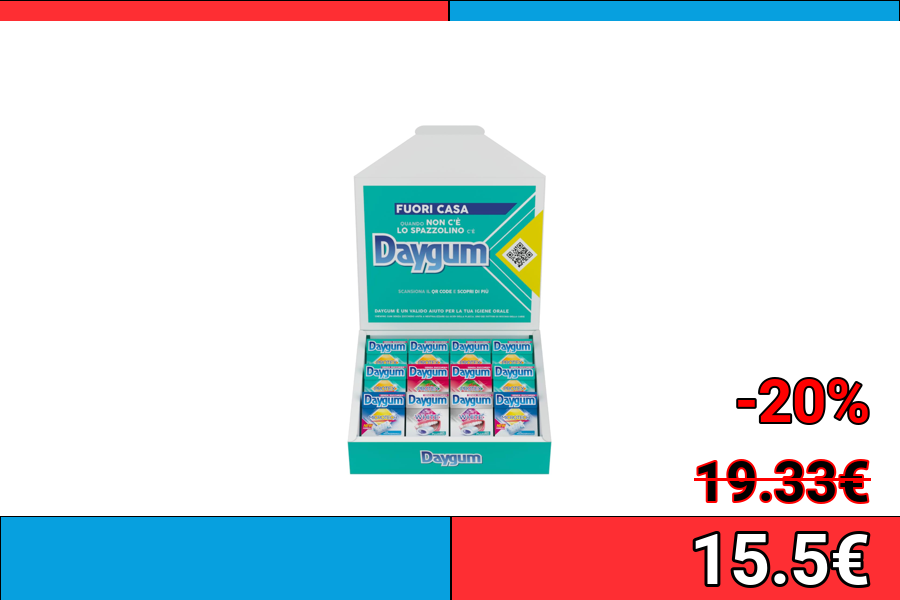 FUORI CASA
QUANDO NON C'È
LO SPAZZOLINO C'È
Daygum
SCANSIONA IL QR CODE E SCOPRI DI PIÙ
DAYGUM È UN VALIDO AIUTO PER LA TUA IGIENE ORALE
Daygum Daygum Daygum Daygum
Daygum Daygum Daygum Daygum
Daygum Daygum Daygum Daygum
Daygum
-20%
19.33€
15.5€